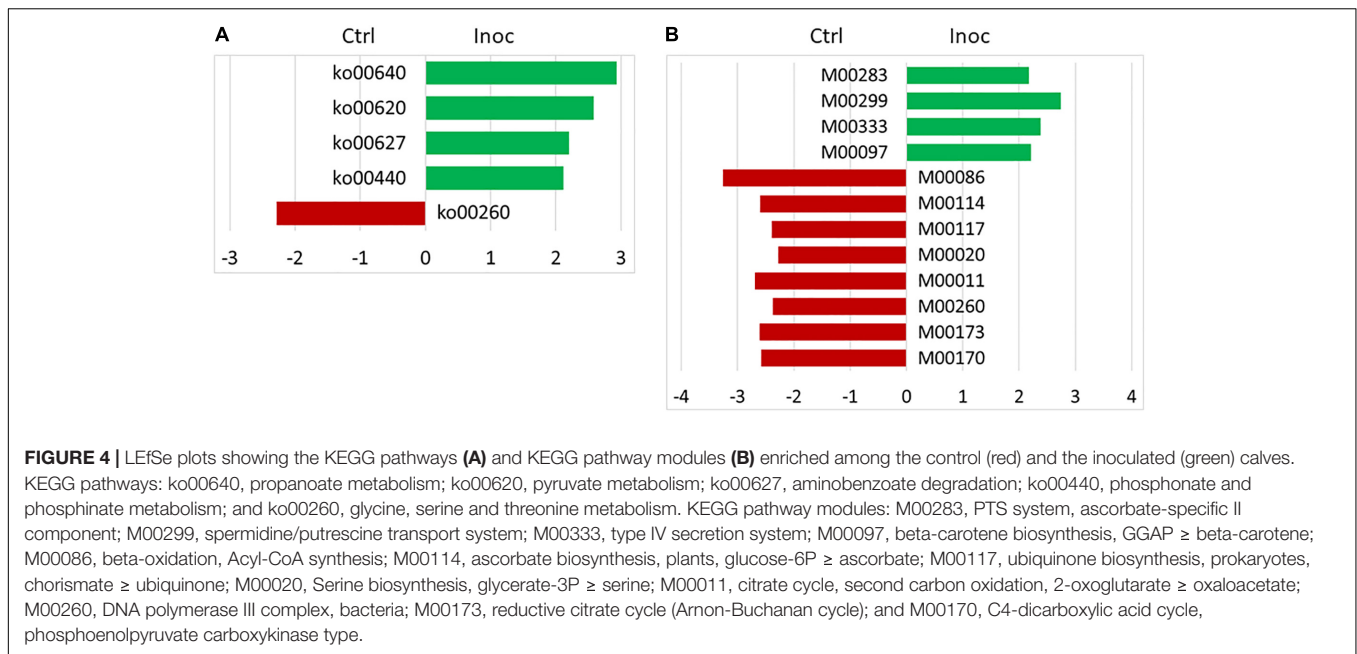 A
Ctrl Inoc
ko00640
ko00620
ko00627
ko00440
ko00260
-3 -2 -1 0 1 2 3
B
Ctrl Inoc
M00283
M00299
M00333
M00097
M00086
M00114
M00117
M00020
M00011
M00260
M00173
M00170
-4 -3 -2 -1 0 1 2 3 4
FIGURE 4 | LEfSe plots showing the KEGG pathways (A) and KEGG pathway modules (B) enriched among the control (red) and the inoculated (green) calves.
KEGG pathways: ko00640, propanoate metabolism; ko00620, pyruvate metabolism; ko00627, aminobenzoate degradation; ko00440, phosphonate and
phosphinate metabolism; and ko00260, glycine, serine and threonine metabolism. KEGG pathway modules: M00283, PTS system, ascorbate-specific II
component; M00299, spermidine/putrescine transport system; M00333, type IV secretion system; M00097, beta-carotene biosynthesis, GGAP ≥ beta-carotene;
M00086, beta-oxidation, Acyl-CoA synthesis; M00114, ascorbate biosynthesis, plants, glucose-6P ≥ ascorbate; M00117, ubiquinone biosynthesis, prokaryotes,
chorismate ≥ ubiquinone; M00020, Serine biosynthesis, glycerate-3P ≥ serine; M00011, citrate cycle, second carbon oxidation, 2-oxoglutarate ≥ oxaloacetate;
M00260, DNA polymerase III complex, bacteria; M00173, reductive citrate cycle (Arnon-Buchanan cycle); and M00170, C4-dicarboxylic acid cycle,
phosphoenolpyruvate carboxykinase type.